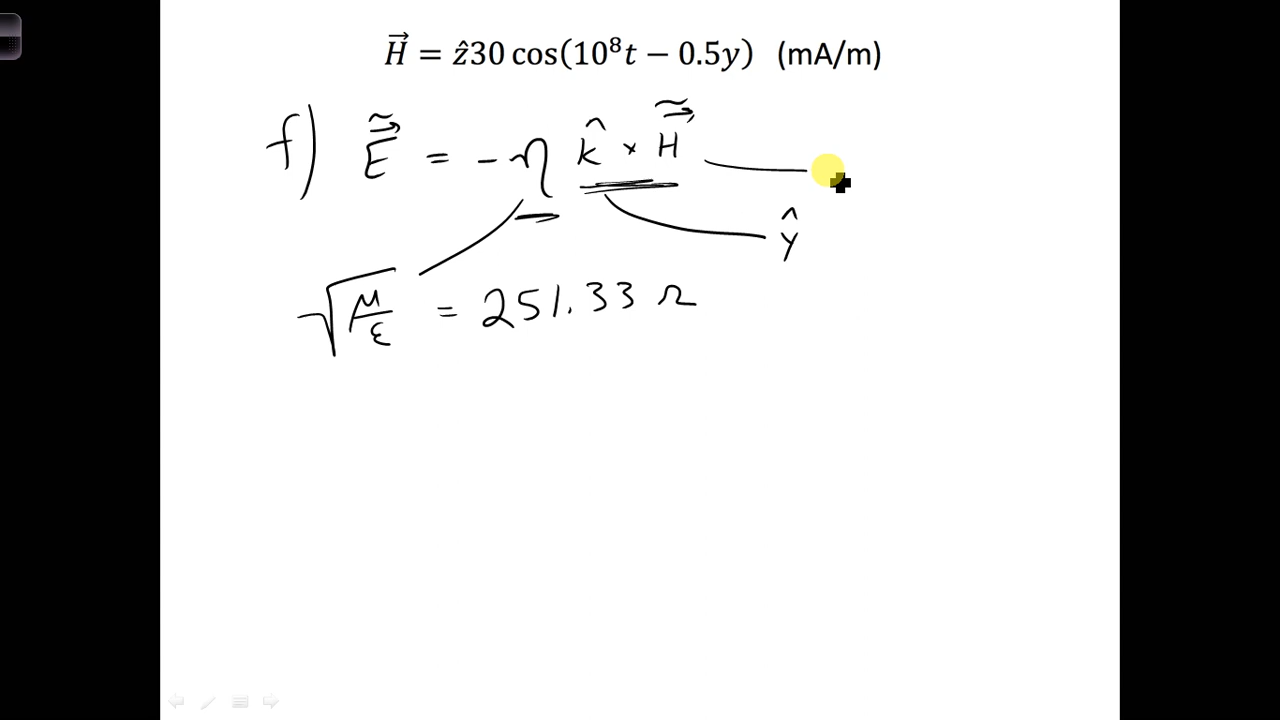 H⃗ = ẑ30 cos(10⁸t − 0.5y) (mA/m)
f) Ẽ⃗ = −η k̂ × H̃⃗
ŷ
√(μ/ε) = 251.33 Ω